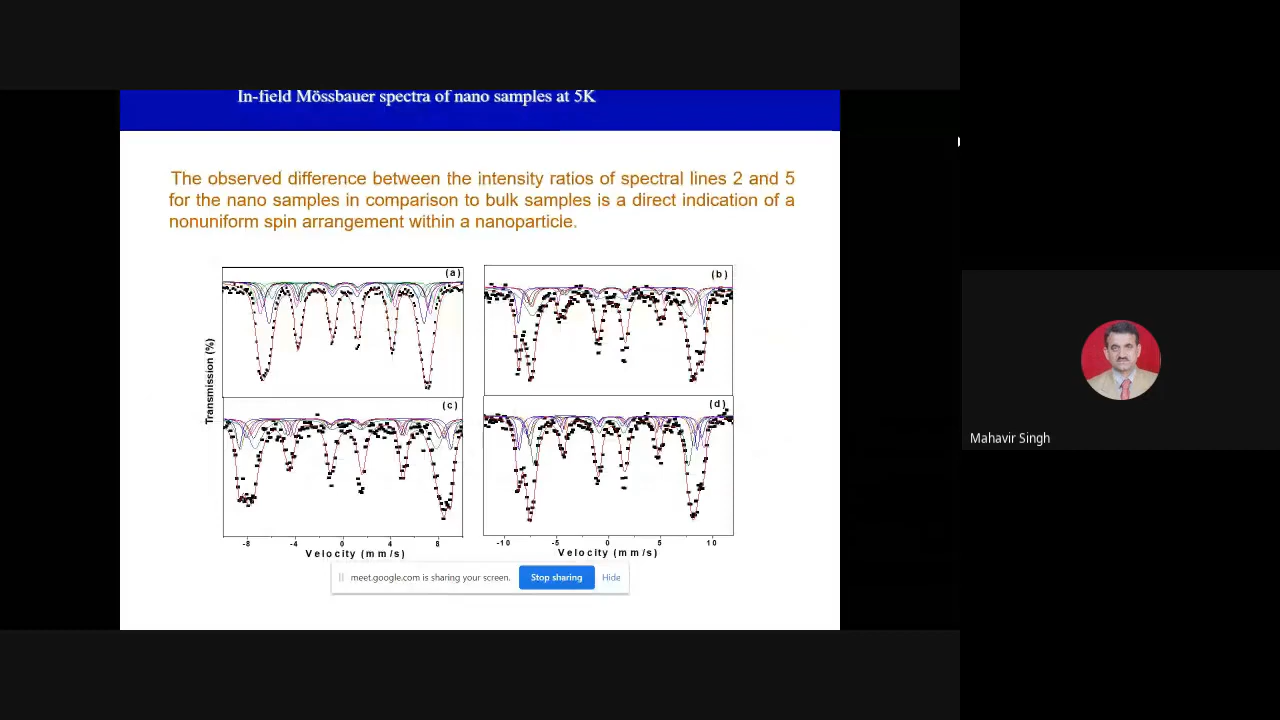 In-field Mössbauer spectra of nano samples at 5K
The observed difference between the intensity ratios of spectral lines 2 and 5
for the nano samples in comparison to bulk samples is a direct indication of a
nonuniform spin arrangement within a nanoparticle.
(a)
(b)
Transmission (%)
(c)
(d)
-8 -4 0 4 8
-10 -5 0 5 10
Velocity (mm/s)
Velocity (mm/s)
meet.google.com is sharing your screen. Stop sharing Hide
Mahavir Singh